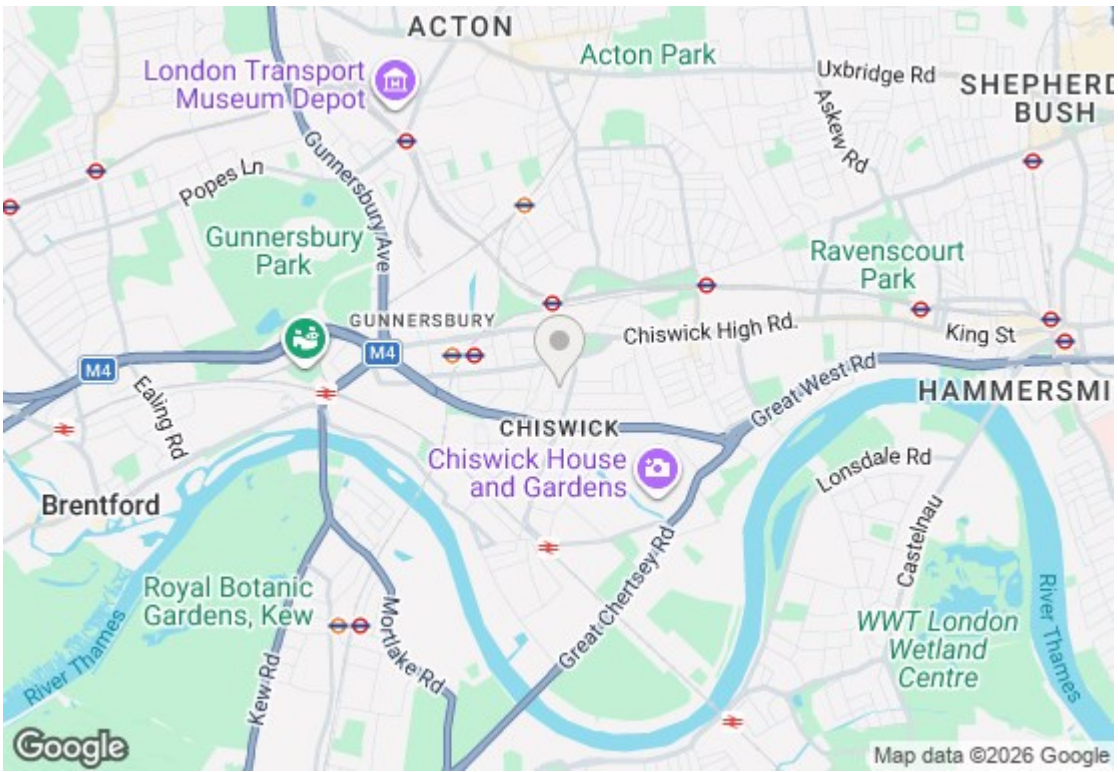 ACTON
Acton Park
London Transport
Museum Depot
Uxbridge Rd
SHEPHERD
BUSH
Askew Rd
Gunnersbury Ave
Popes Ln
Gunnersbury
Park
Ravenscourt
Park
GUNNERSBURY
Chiswick High Rd.
King St
M4
M4
Great West Rd
Ealing Rd
HAMMERSMI
CHISWICK
Chiswick House
and Gardens
Lonsdale Rd
Brentford
Castelnau
Great Chertsey Rd
Royal Botanic
Gardens, Kew
Mortlake Rd
River Thames
WWT London
Wetland
Centre
River Thames
Kew Rd
Google
Map data ©2026 Google